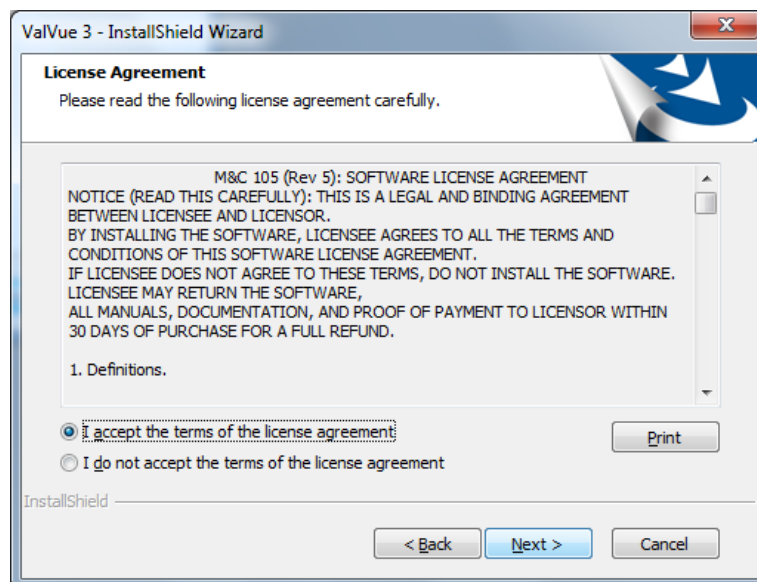 ValVue 3 - InstallShield Wizard
License Agreement
Please read the following license agreement carefully.
M&C 105 (Rev 5): SOFTWARE LICENSE AGREEMENT
NOTICE (READ THIS CAREFULLY): THIS IS A LEGAL AND BINDING AGREEMENT
BETWEEN LICENSEE AND LICENSOR.
BY INSTALLING THE SOFTWARE, LICENSEE AGREES TO ALL THE TERMS AND
CONDITIONS OF THIS SOFTWARE LICENSE AGREEMENT.
IF LICENSEE DOES NOT AGREE TO THESE TERMS, DO NOT INSTALL THE SOFTWARE.
LICENSEE MAY RETURN THE SOFTWARE,
ALL MANUALS, DOCUMENTATION, AND PROOF OF PAYMENT TO LICENSOR WITHIN
30 DAYS OF PURCHASE FOR A FULL REFUND.
1. Definitions.
I accept the terms of the license agreement
Print
I do not accept the terms of the license agreement
InstallShield
< Back Next > Cancel